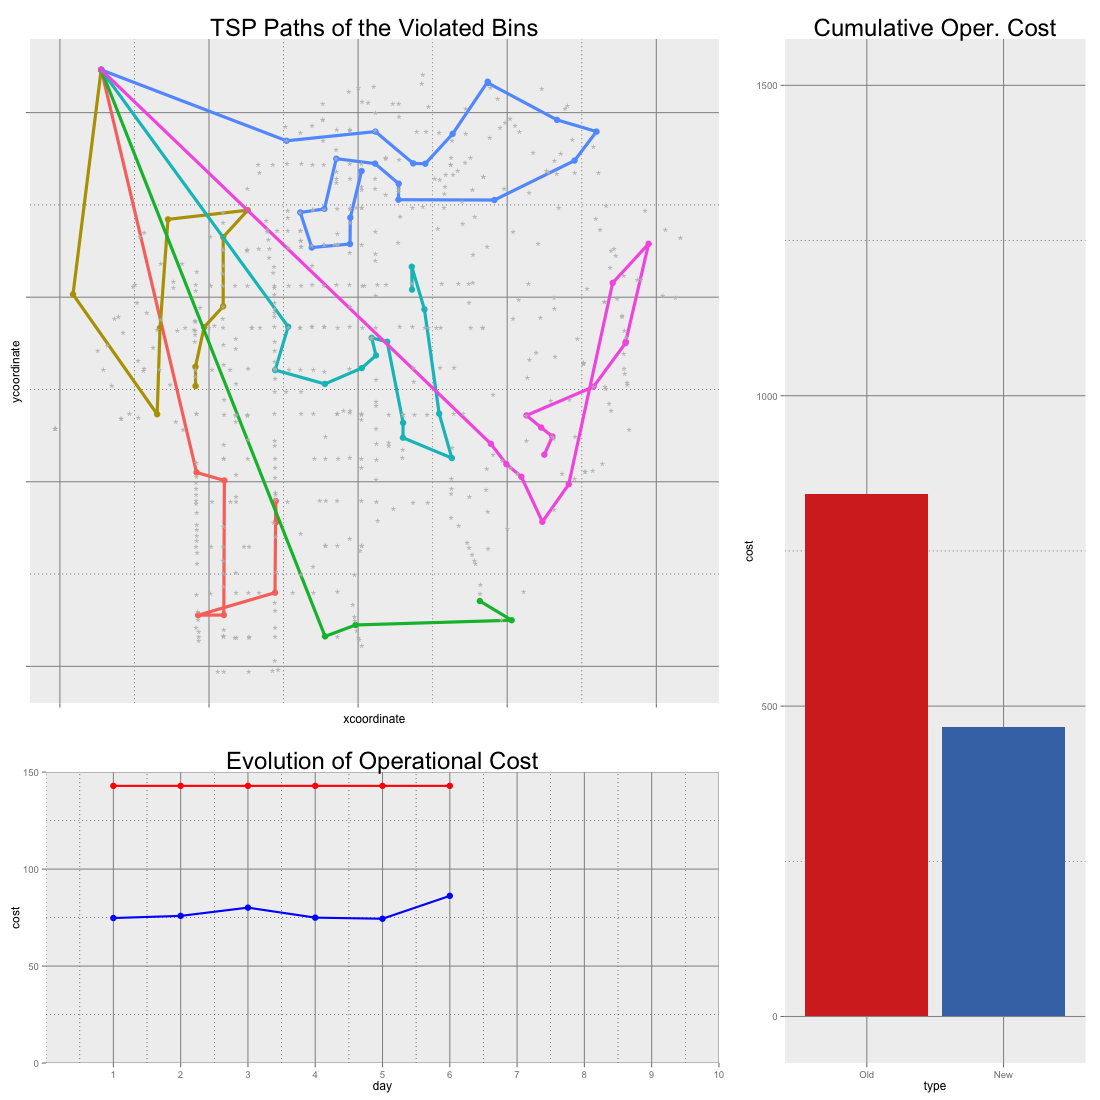 TSP Paths of the Violated Bins
ycoordinate
xcoordinate
Evolution of Operational Cost
cost
150
100
50
0
1 2 3 4 5 6 7 8 9 10
day
Cumulative Oper. Cost
cost
1500
1000
500
0
Old New
type